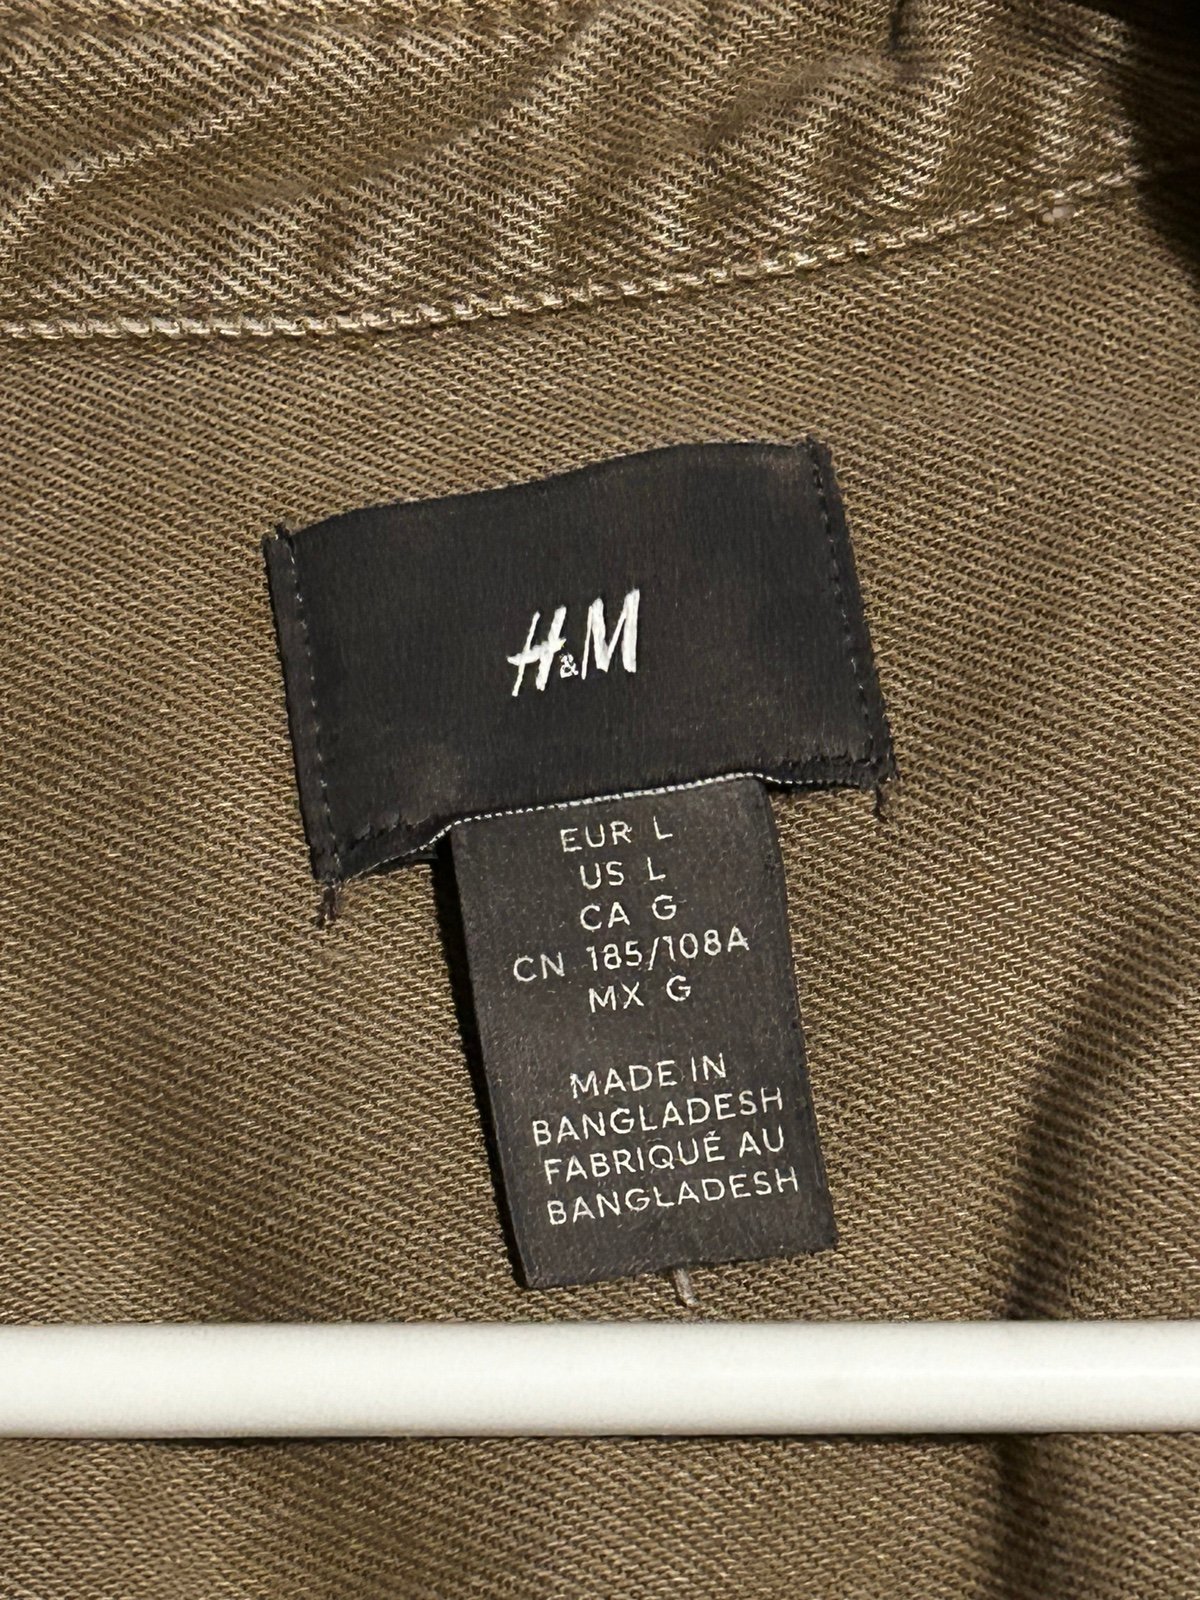 H&M
EUR L
US L
CA G
CN 185/108A
MX G
MADE IN
BANGLADESH
FABRIQUÉ AU
BANGLADESH